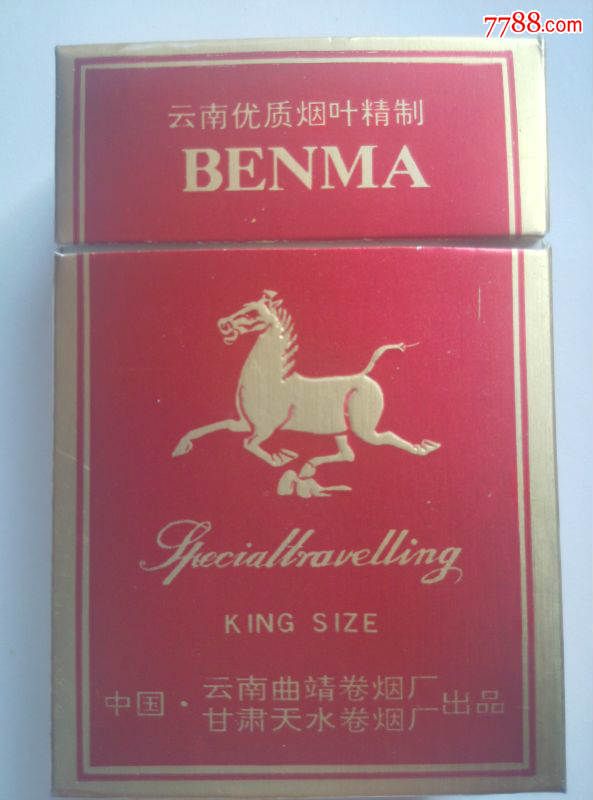 7788.com
云南优质烟叶精制
BENMA
Specialtravelling
KING SIZE
中国·云南曲靖卷烟厂出品
甘肃天水卷烟厂